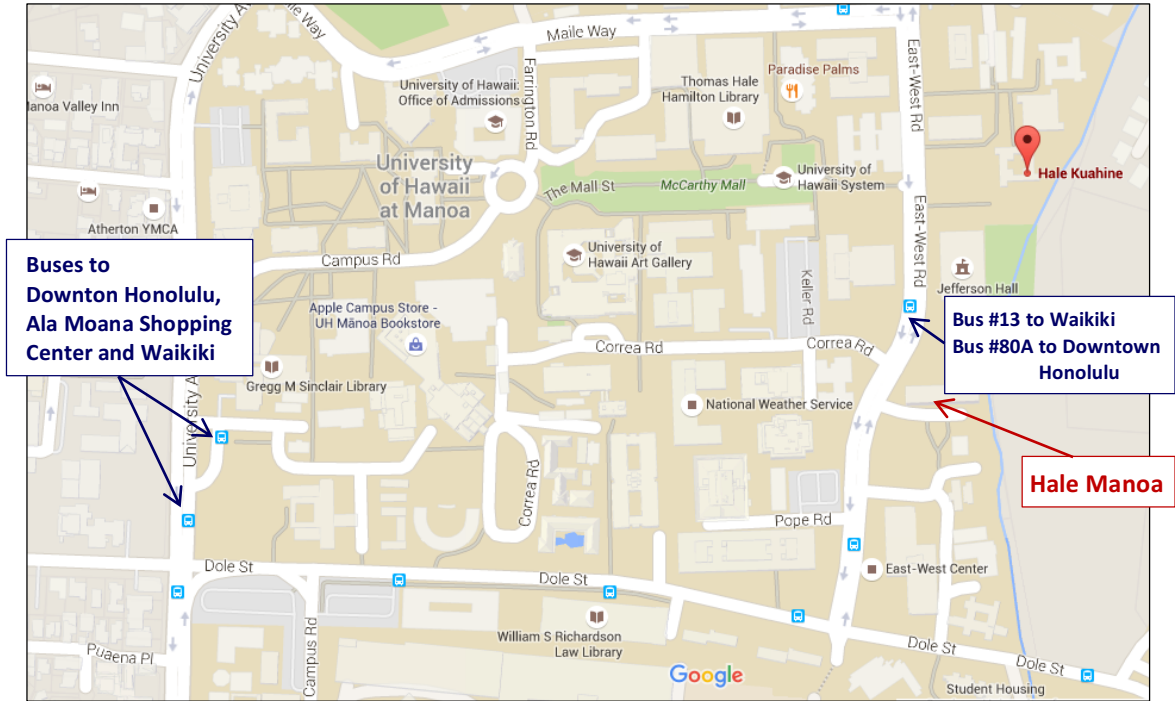 University Av
ile Way
Maile Way
East-West Rd
Farrington Rd
Manoa Valley Inn
University of Hawaii:
Office of Admissions
Thomas Hale
Hamilton Library
Paradise Palms
Hale Kuahine
University
of Hawaii
at Manoa
The Mall St
McCarthy Mall
University of
Hawaii System
Atherton YMCA
Buses to
Downton Honolulu,
Ala Moana Shopping
Center and Waikiki
Campus Rd
University of
Hawaii Art Gallery
Keller Rd
East-West Rd
Jefferson Hall
Apple Campus Store -
UH Mānoa Bookstore
Bus #13 to Waikiki
Bus #80A to Downtown
Honolulu
Correa Rd
Correa Rd
Gregg M Sinclair Library
University A
National Weather Service
Hale Manoa
Correa Rd
Pope Rd
Dole St
Dole St
East-West Center
William S Richardson
Law Library
Campus Rd
Puaena Pl
Dole St
Dole St
Google
Student Housing